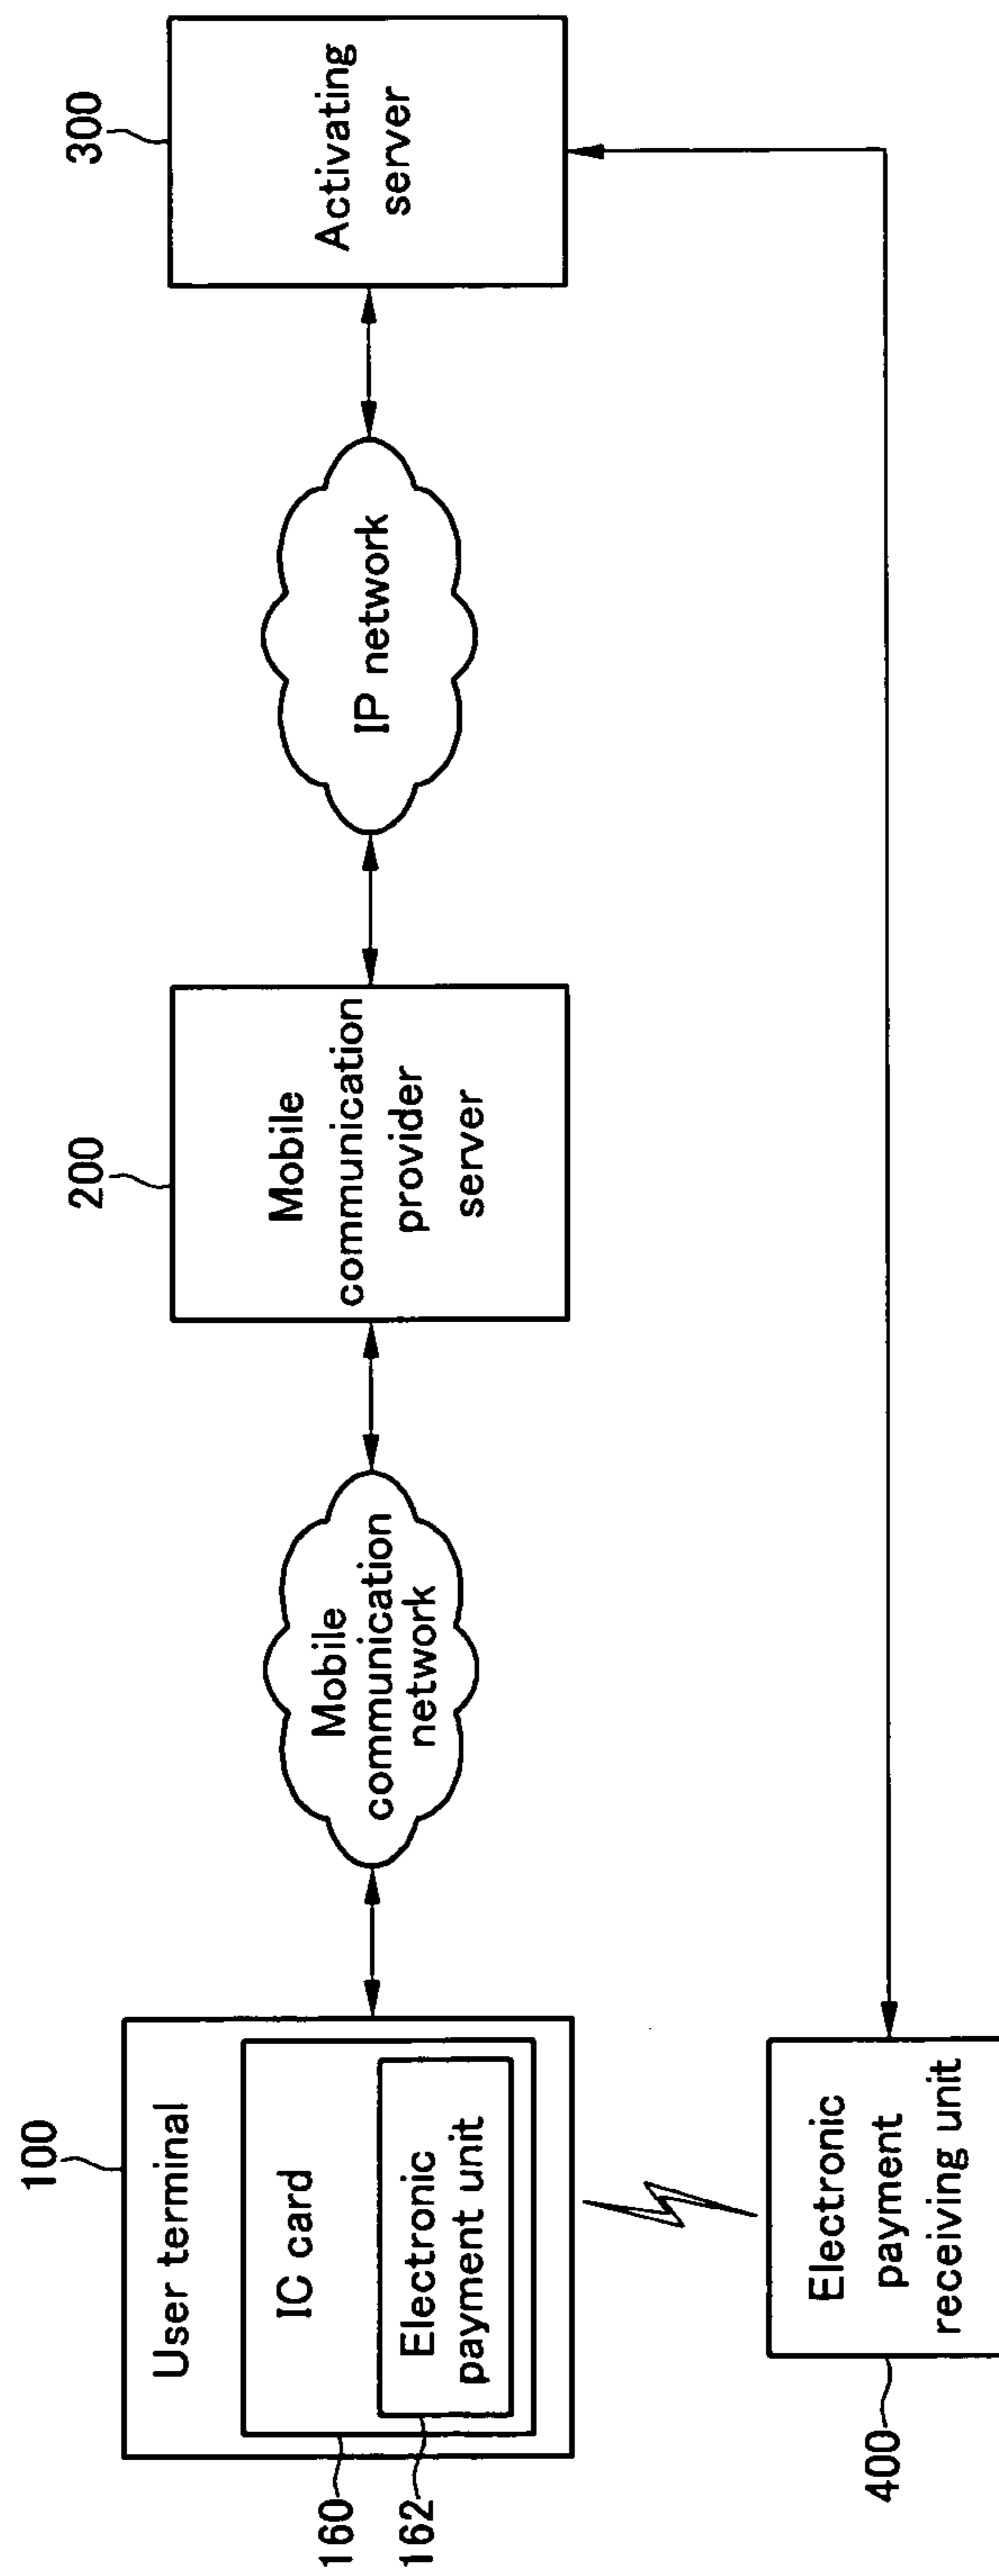 100
User terminal
IC card
Electronic
payment unit
160
162
Mobile
communication
network
200
Mobile
communication
provider
server
IP network
300
Activating
server
400
Electronic
payment
receiving unit